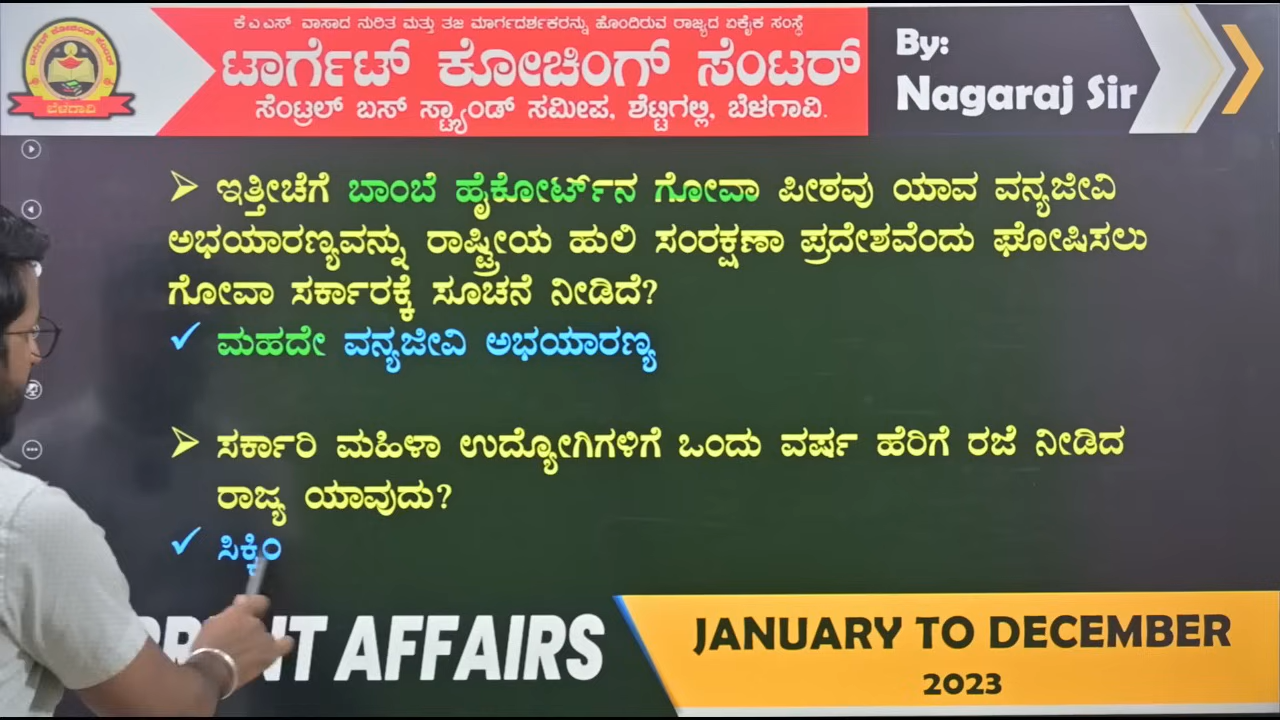 ಕೆ ಎ ಎಸ್ ವಾಸಾದ ನುರಿತ ಮತ್ತು ತಜ್ಞ ಮಾರ್ಗದರ್ಶಕರನ್ನು ಹೊಂದಿರುವ ರಾಜ್ಯದ ಏಕೈಕ ಸಂಸ್ಥೆ
ಟಾರ್ಗೆಟ್ ಕೋಚಿಂಗ್ ಸೆಂಟರ್
ಸೆಂಟ್ರಲ್ ಬಸ್ ಸ್ಟ್ಯಾಂಡ್ ಸಮೀಪ, ಶೆಟ್ಟಿಗಲ್ಲಿ, ಬೆಳಗಾವಿ.
ಬೆಳಗಾವಿ
By:
Nagaraj Sir
➢ ಇತ್ತೀಚೆಗೆ ಬಾಂಬೆ ಹೈಕೋರ್ಟ್‌ನ ಗೋವಾ ಪೀಠವು ಯಾವ ವನ್ಯಜೀವಿ
ಅಭಯಾರಣ್ಯವನ್ನು ರಾಷ್ಟ್ರೀಯ ಹುಲಿ ಸಂರಕ್ಷಣಾ ಪ್ರದೇಶವೆಂದು ಘೋಷಿಸಲು
ಗೋವಾ ಸರ್ಕಾರಕ್ಕೆ ಸೂಚನೆ ನೀಡಿದೆ?
✓ ಮಹದೇ ವನ್ಯಜೀವಿ ಅಭಯಾರಣ್ಯ
➢ ಸರ್ಕಾರಿ ಮಹಿಳಾ ಉದ್ಯೋಗಿಗಳಿಗೆ ಒಂದು ವರ್ಷ ಹೆರಿಗೆ ರಜೆ ನೀಡಿದ
ರಾಜ್ಯ ಯಾವುದು?
✓ ಸಿಕ್ಕಿಂ
AFFAIRS
JANUARY TO DECEMBER
2023